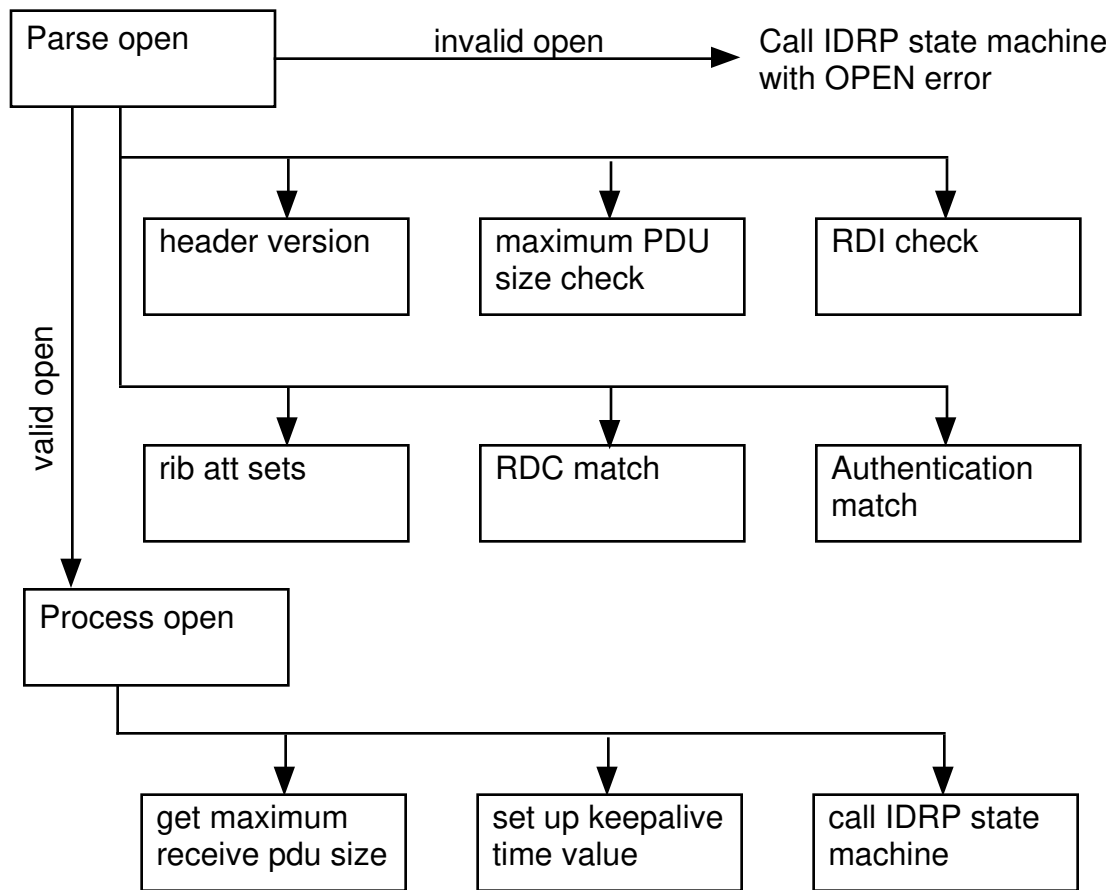 Parse open
invalid open
Call IDRP state machine
with OPEN error
header version
maximum PDU
size check
RDI check
valid open
rib att sets
RDC match
Authentication
match
Process open
get maximum
receive pdu size
set up keepalive
time value
call IDRP state
machine